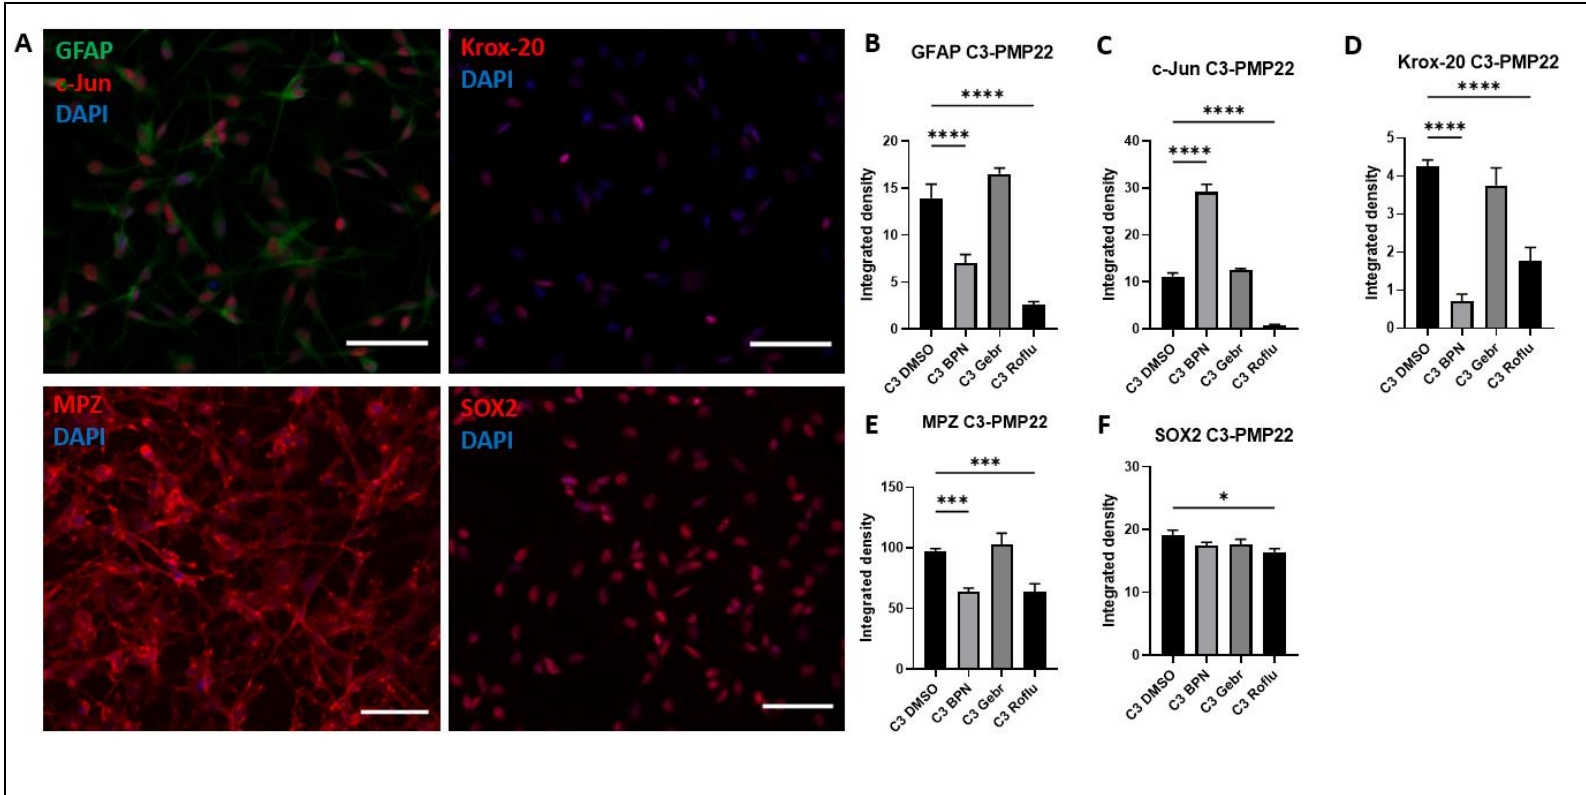 A
GFAP
c-Jun
DAPI
Krox-20
DAPI
MPZ
DAPI
SOX2
DAPI
B
GFAP C3-PMP22
****
****
Integrated density
20
15
10
5
0
C3 DMSO
C3 BPN
C3 Gebr
C3 Roflu
C
c-Jun C3-PMP22
****
****
Integrated density
40
30
20
10
0
C3 DMSO
C3 BPN
C3 Gebr
C3 Roflu
D
Krox-20 C3-PMP22
****
****
Integrated density
5
4
3
2
1
0
C3 DMSO
C3 BPN
C3 Gebr
C3 Roflu
E
MPZ C3-PMP22
***
***
Integrated density
150
100
50
0
C3 DMSO
C3 BPN
C3 Gebr
C3 Roflu
F
SOX2 C3-PMP22
*
Integrated density
30
20
10
0
C3 DMSO
C3 BPN
C3 Gebr
C3 Roflu